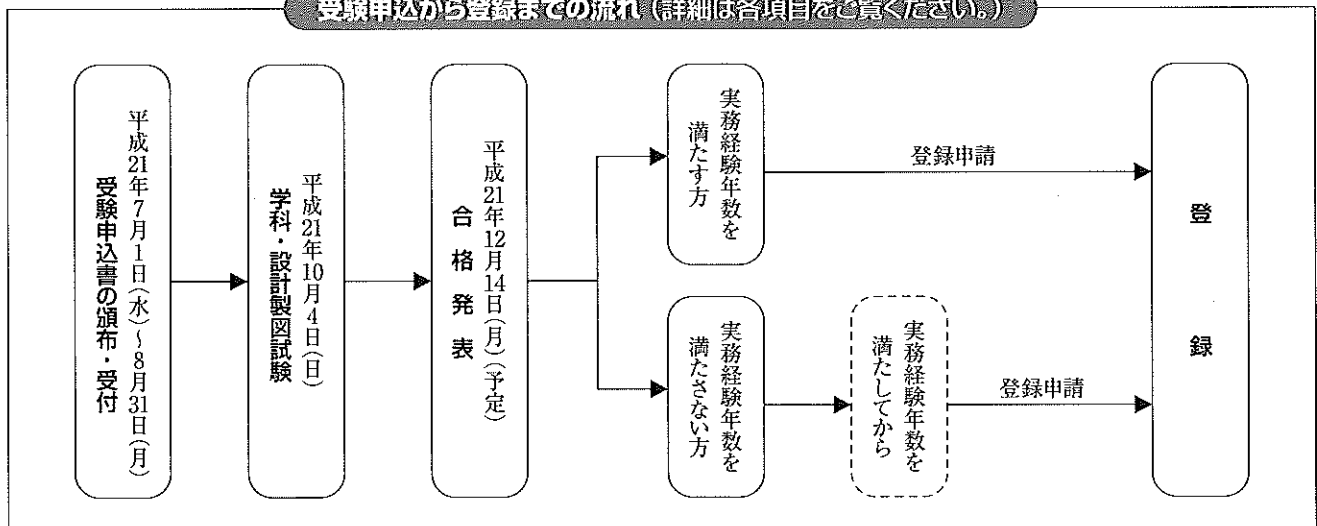 受験申込から登録までの流れ(詳細は各項目をご覧ください。)
平成21年7月1日(水)~8月31日(月)
受験申込書の頒布・受付
平成21年10月4日(日)
学科・設計製図試験
平成21年12月14日(月)(予定)
合格発表
実務経験年数を
満たす方
登録申請
実務経験年数を
満たさない方
実務経験年数を
満たしてから
登録申請
登録